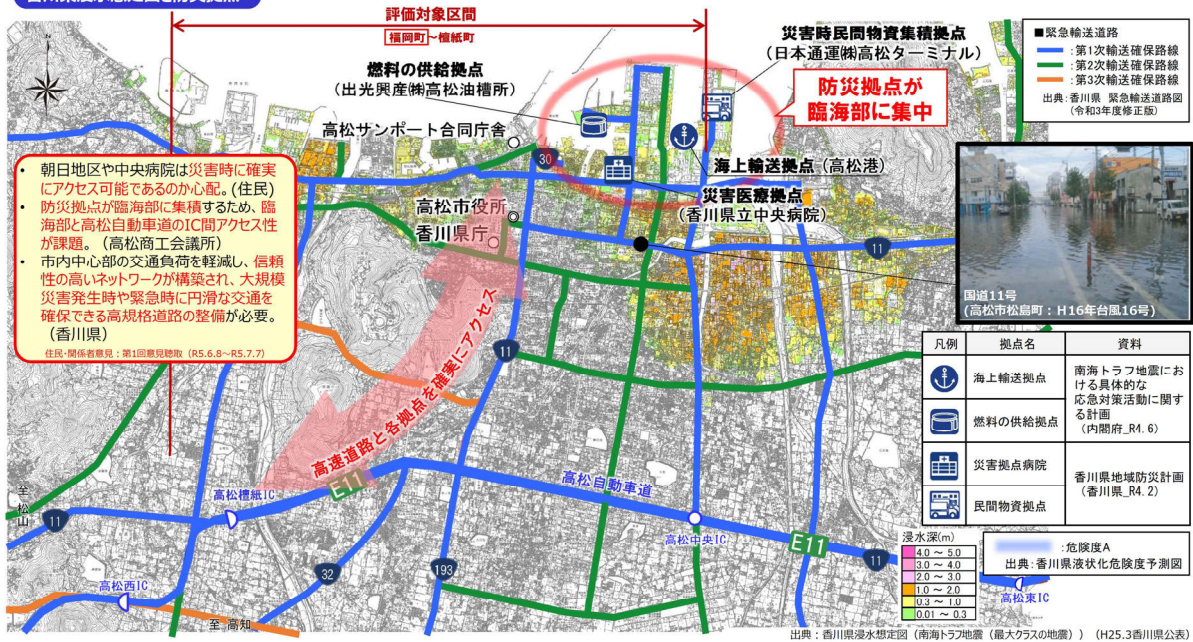 評価対象区間
福岡町～檀紙町
災害時民間物資集積拠点
（日本通運㈱高松ターミナル）
■緊急輸送道路
：第1次輸送確保路線
：第2次輸送確保路線
：第3次輸送確保路線
出典：香川県 緊急輸送道路図
（令和3年度修正版）
燃料の供給拠点
（出光興産㈱高松油槽所）
防災拠点が
臨海部に集中
高松サンポート合同庁舎
30
海上輸送拠点（高松港）
災害医療拠点
（香川県立中央病院）
・ 朝日地区や中央病院は災害時に確実
にアクセス可能であるのか心配。（住民）
・ 防災拠点が臨海部に集積するため、臨
海部と高松自動車道のIC間アクセス性
が課題。（高松商工会議所）
・ 市内中心部の交通負荷を軽減し、信頼
性の高いネットワークが構築され、大規模
災害発生時や緊急時に円滑な交通を
確保できる高規格道路の整備が必要。
（香川県）
住民・関係者意見：第1回意見聴取（R5.6.8～R5.7.7）
高松市役所
香川県庁
11
国道11号
（高松市松島町：H16年台風16号）
11
高速道路と各拠点を確実にアクセス
凡例 拠点名 資料
海上輸送拠点
燃料の供給拠点
南海トラフ地震にお
ける具体的な
応急対策活動に関す
る計画
（内閣府_R4.6）
災害拠点病院
民間物資拠点
香川県地域防災計画
（香川県_R4.2）
至 松山
11
高松檀紙IC
E11
高松自動車道
高松中央IC
E11
11
高松東IC
高松西IC
32
193
至 高知
浸水深(m)
4.0 ～ 5.0
3.0 ～ 4.0
2.0 ～ 3.0
1.0 ～ 2.0
0.3 ～ 1.0
0.01 ～ 0.3
：危険度A
出典：香川県液状化危険度予測図
出典：香川県浸水想定図（南海トラフ地震（最大クラスの地震））（H25.3香川県公表）